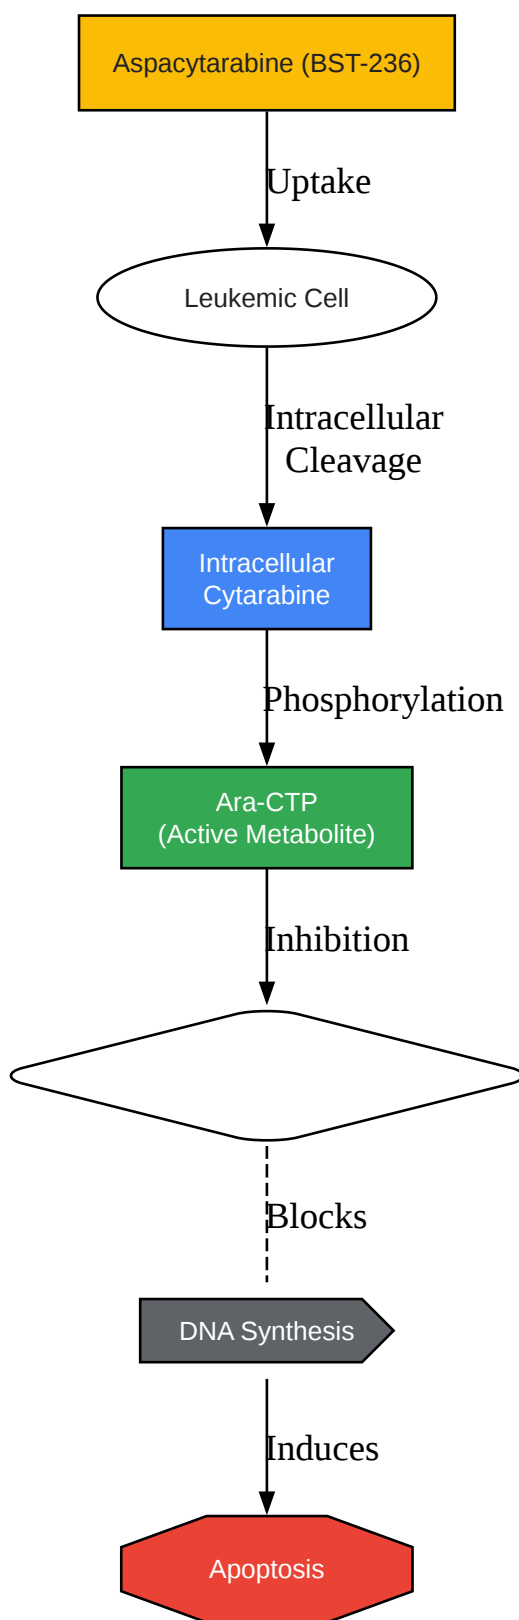 Aspacytarabine (BST-236)
Uptake
Leukemic Cell
Intracellular
Cleavage
Intracellular
Cytarabine
Phosphorylation
Ara-CTP
(Active Metabolite)
Inhibition
Blocks
DNA Synthesis
Induces
Apoptosis